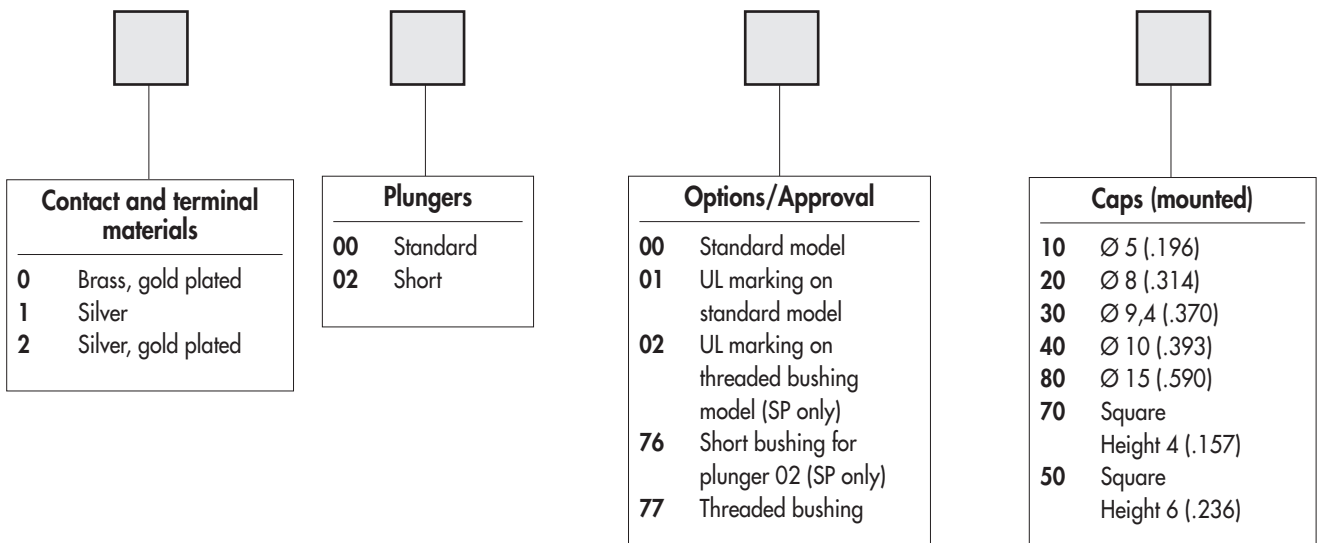 Contact and terminal
materials
0 Brass, gold plated
1 Silver
2 Silver, gold plated
Plungers
00 Standard
02 Short
Options/Approval
00 Standard model
01 UL marking on
standard model
02 UL marking on
threaded bushing
model (SP only)
76 Short bushing for
plunger 02 (SP only)
77 Threaded bushing
Caps (mounted)
10 Ø 5 (.196)
20 Ø 8 (.314)
30 Ø 9,4 (.370)
40 Ø 10 (.393)
80 Ø 15 (.590)
70 Square
Height 4 (.157)
50 Square
Height 6 (.236)